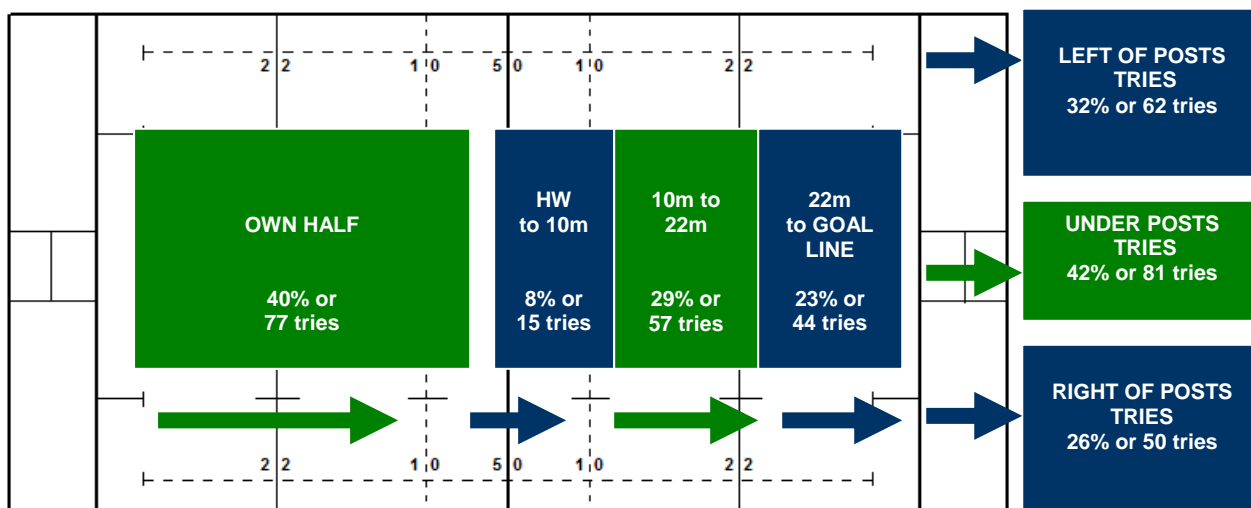 2 2
1 0
5 0
1 0
2 2
OWN HALF
40% or
77 tries
HW
to 10m
8% or
15 tries
10m to
22m
29% or
57 tries
22m
to GOAL
LINE
23% or
44 tries
2 2
1 0
5 0
1 0
2 2
LEFT OF POSTS
TRIES
32% or 62 tries
UNDER POSTS
TRIES
42% or 81 tries
RIGHT OF POSTS
TRIES
26% or 50 tries